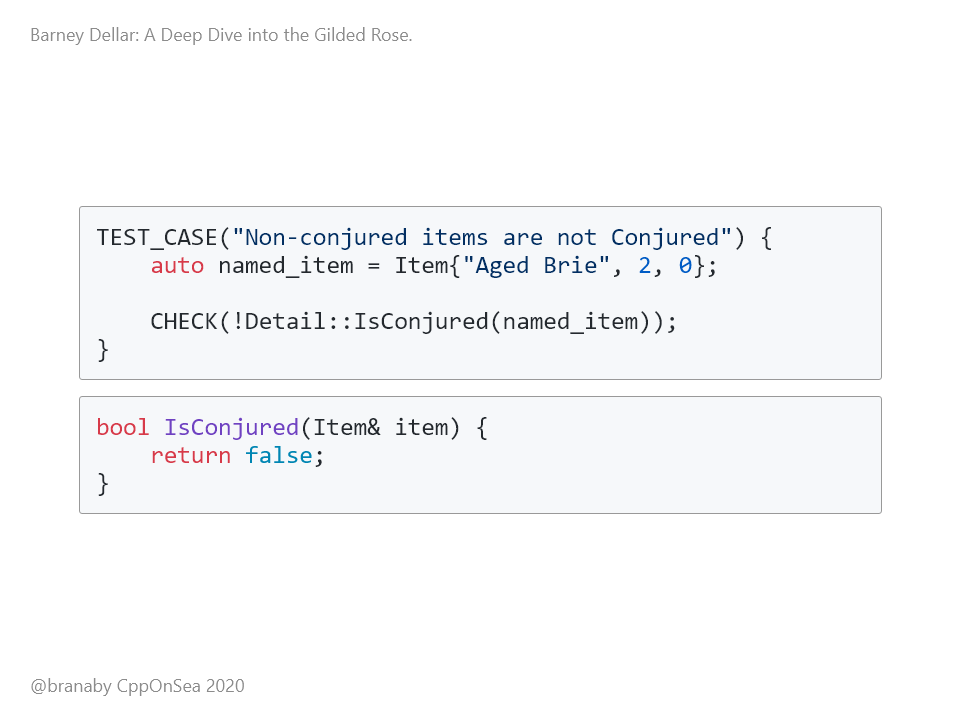 Barney Dellar: A Deep Dive into the Gilded Rose.
TEST_CASE("Non-conjured items are not Conjured") {
    auto named_item = Item{"Aged Brie", 2, 0};
    CHECK(!Detail::IsConjured(named_item));
}
bool IsConjured(Item& item) {
    return false;
}
@branaby CppOnSea 2020